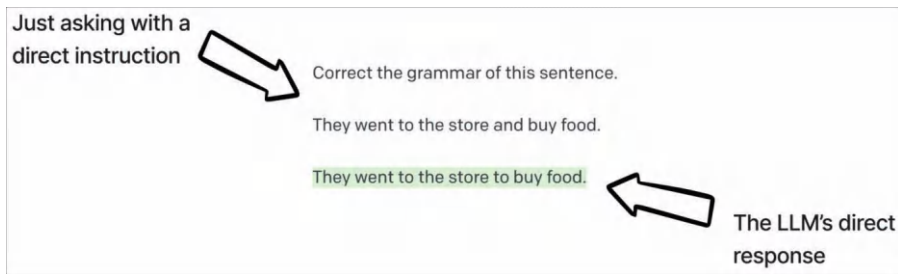 Just asking with a
direct instruction
Correct the grammar of this sentence.
They went to the store and buy food.
They went to the store to buy food.
The LLM's direct
response